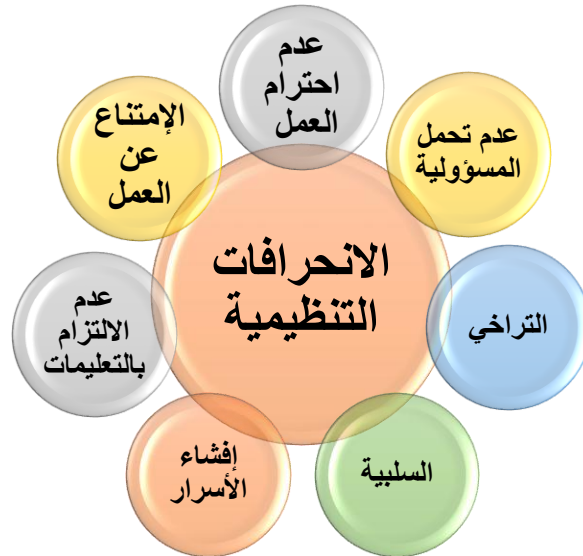 الانحرافات
التنظيمية
عدم
احترام
العمل
عدم تحمل
المسؤولية
التراخي
السلبية
إفشاء
الأسرار
عدم
الالتزام
بالتعليمات
الإمتناع
عن
العمل